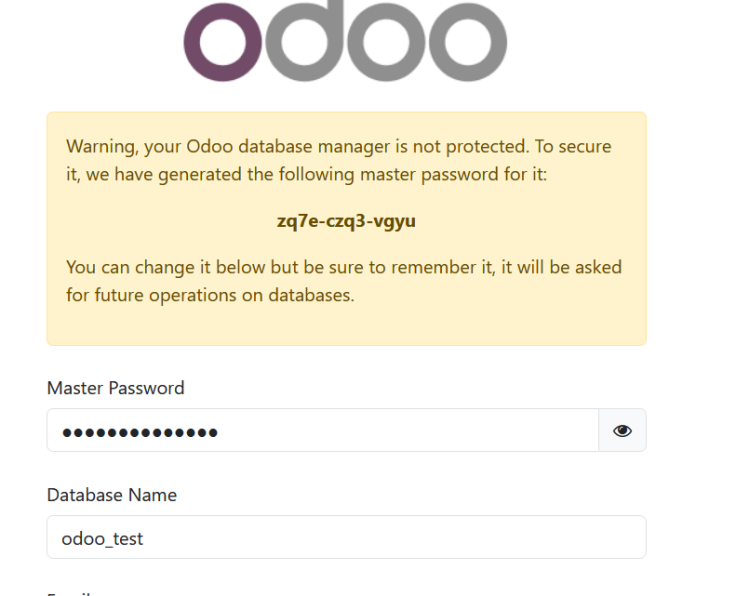 odoo
Warning, your Odoo database manager is not protected. To secure
it, we have generated the following master password for it:
zq7e-czq3-vgyu
You can change it below but be sure to remember it, it will be asked
for future operations on databases.
Master Password
••••••••••••••
Database Name
odoo_test